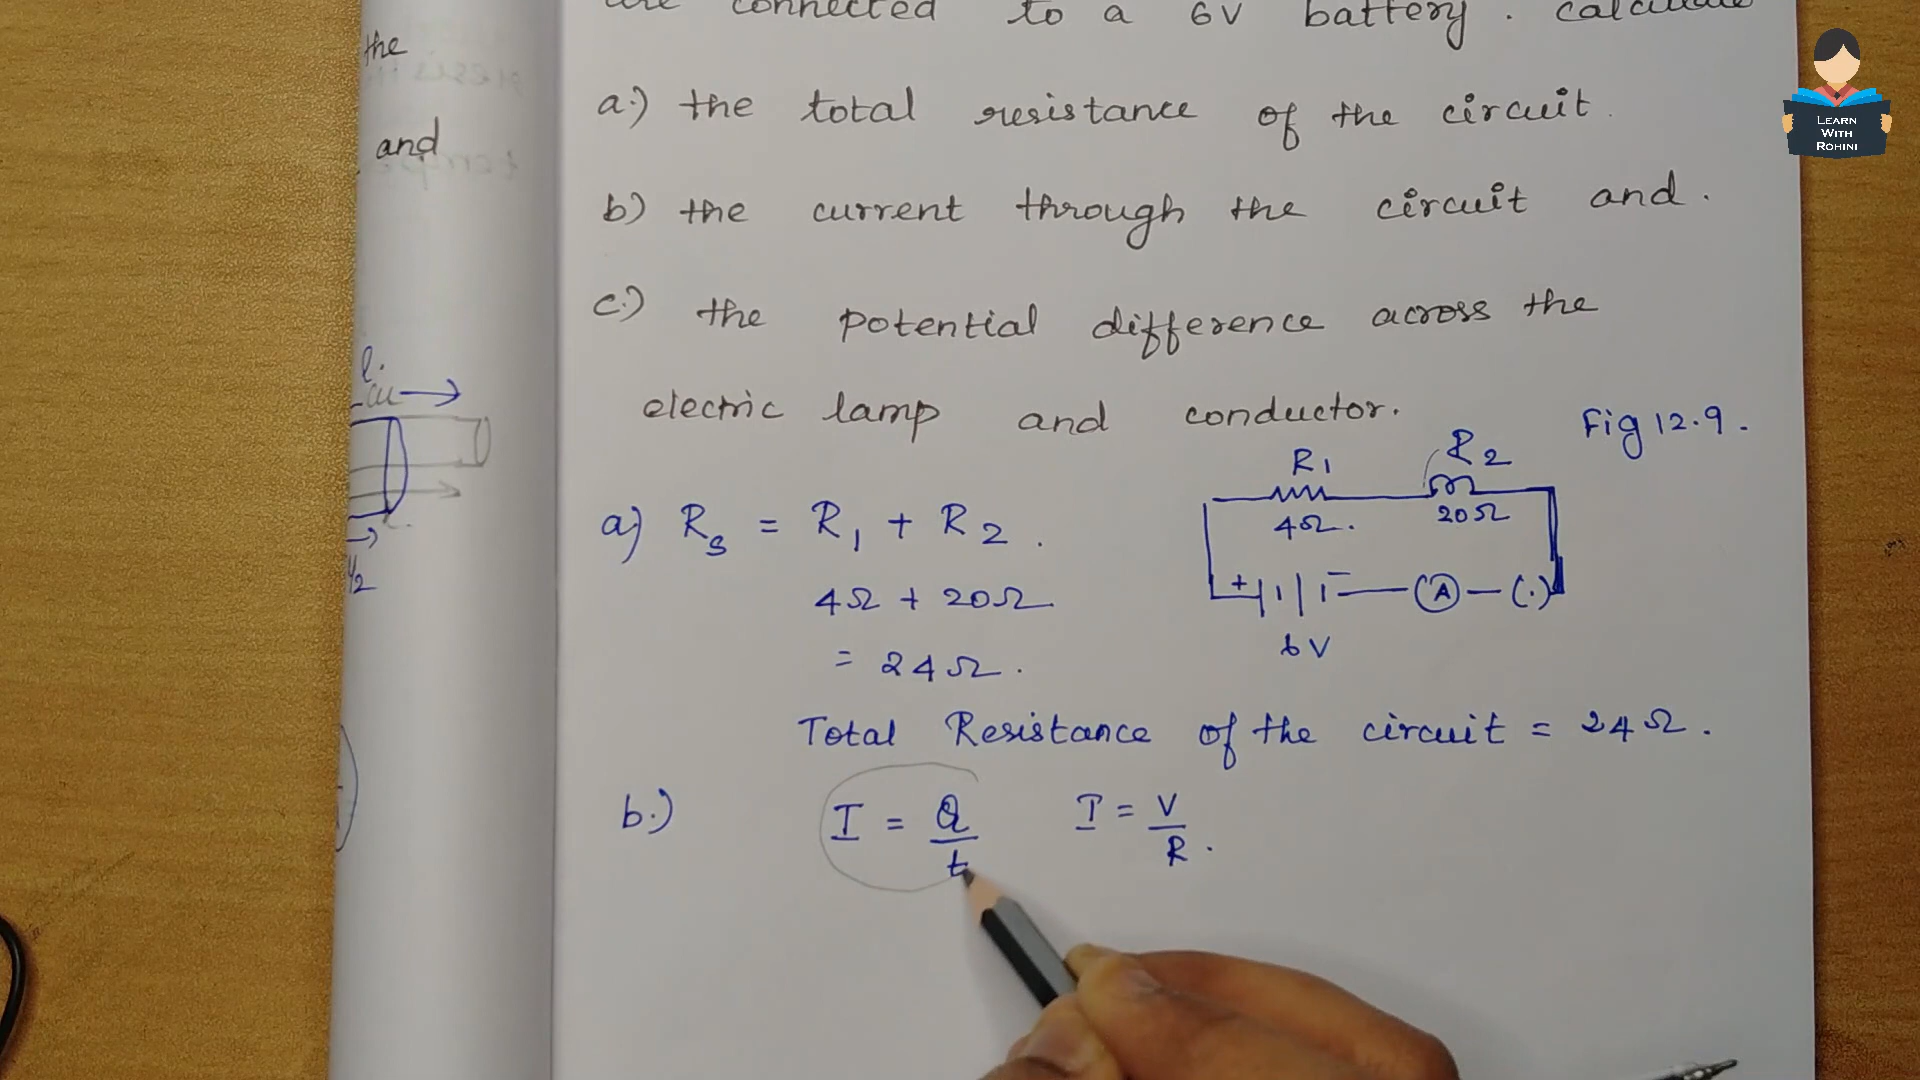 are connected to a 6V battery. calculate
a.) the total resistance of the circuit.
b) the current through the circuit and.
c.) the potential difference across the
electric lamp and conductor.
Fig 12.9.
R1 R2
4Ω. 20Ω
+ − (A) (.)
6V
a) Rs = R1 + R2.
4Ω + 20Ω
= 24Ω.
Total Resistance of the circuit = 24Ω.
b.) I = Q/t I = V/R.
the
and
l.
LEARN
WITH
ROHINI